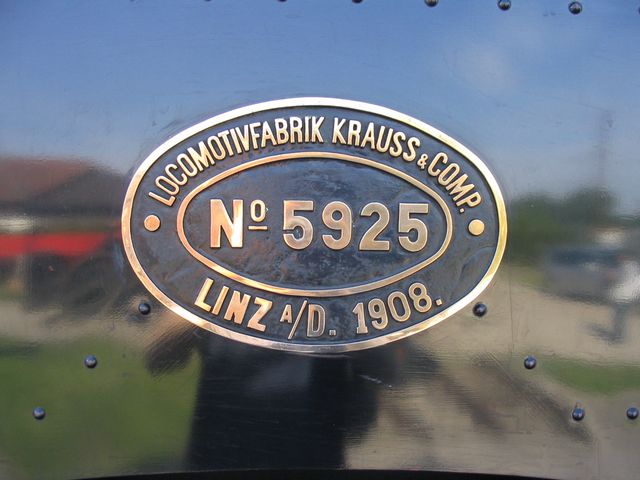 LOCOMOTIVFABRIK KRAUSS & COMP.
Nº 5925
LINZ A/D. 1908.